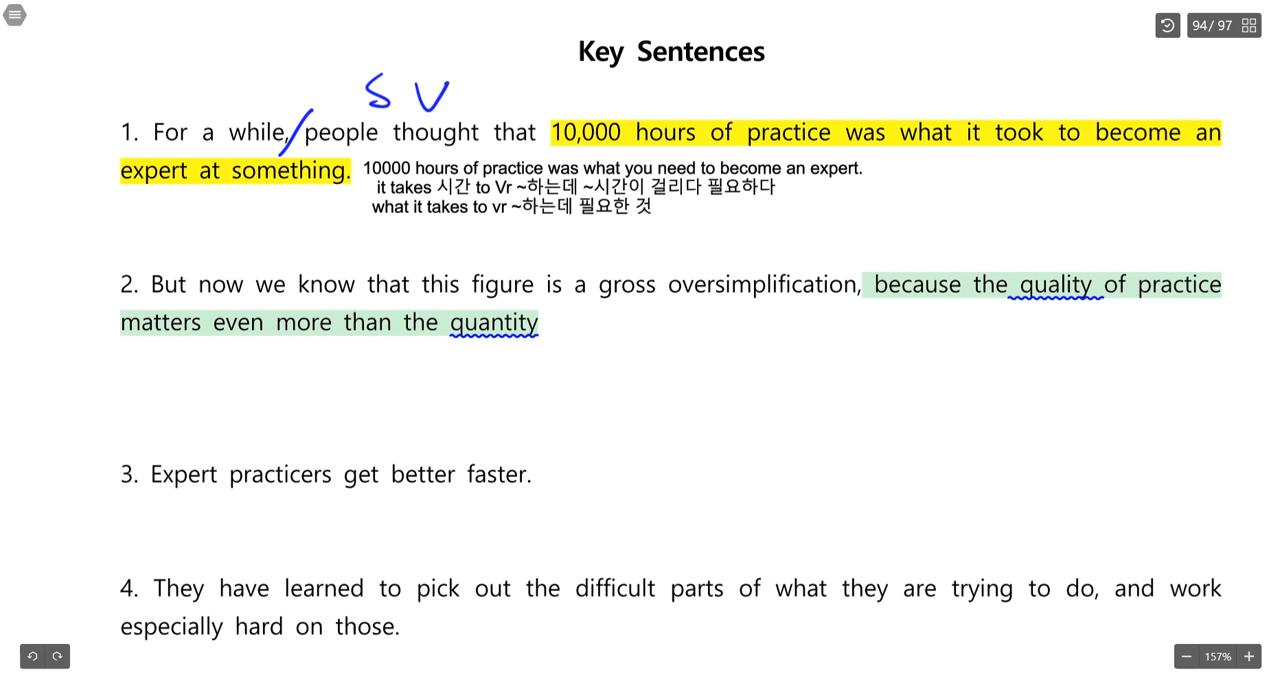 94/ 97
Key Sentences
S V
1. For a while, people thought that 10,000 hours of practice was what it took to become an
expert at something. 10000 hours of practice was what you need to become an expert.
it takes 시간 to Vr ~하는데 ~시간이 걸리다 필요하다
what it takes to vr ~하는데 필요한 것
2. But now we know that this figure is a gross oversimplification, because the quality of practice
matters even more than the quantity
3. Expert practicers get better faster.
4. They have learned to pick out the difficult parts of what they are trying to do, and work
especially hard on those.
157%